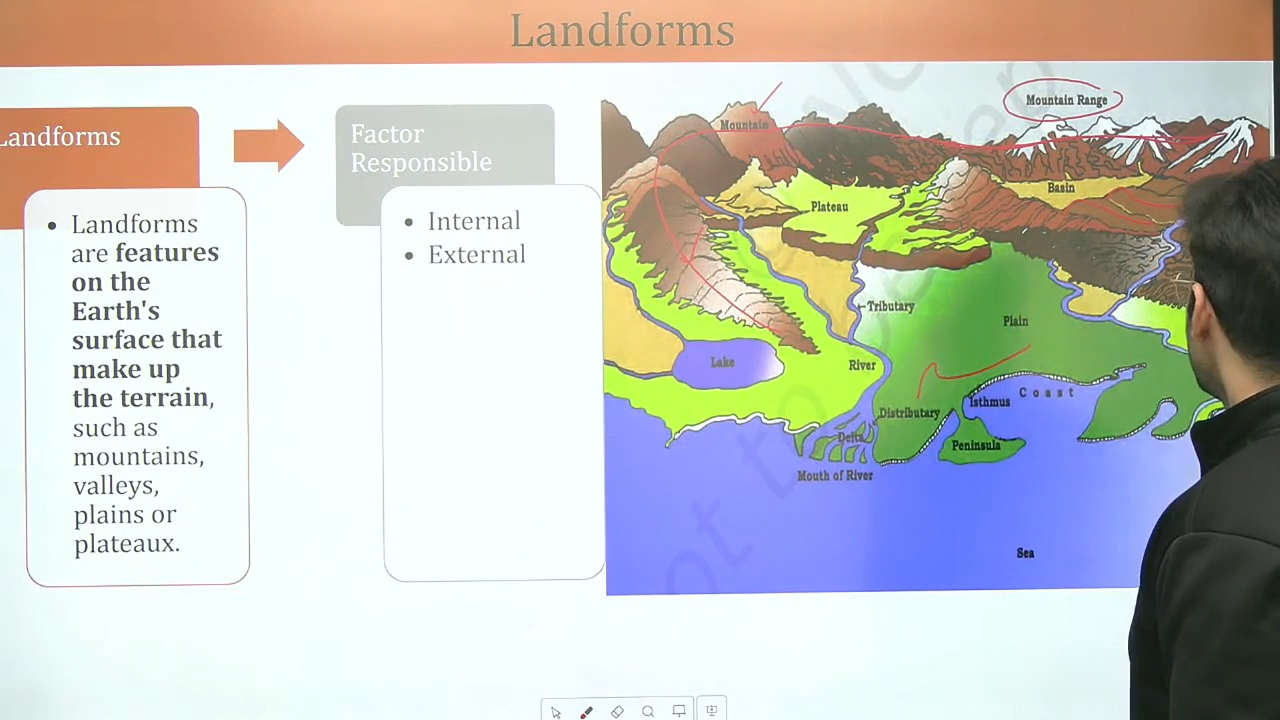 Landforms
Landforms
Factor
Responsible
• Landforms
are features
on the
Earth's
surface that
make up
the terrain,
such as
mountains,
valleys,
plains or
plateaux.
• Internal
• External
Mountain Range
Mountain
Basin
Plateau
Tributary
Plain
Lake
River
Coast
Isthmus
Distributary
Delta
Peninsula
Mouth of River
Sea
not to